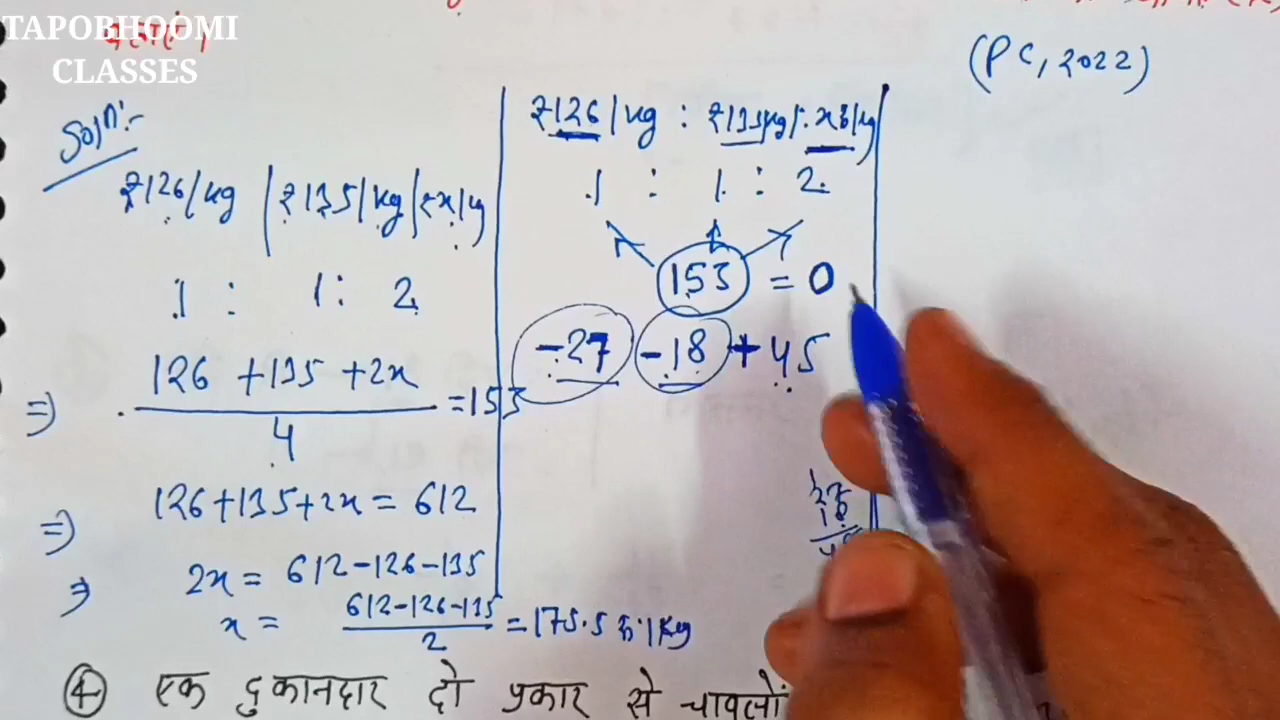 TAPOBHOOMI
CLASSES
(PC, 2022)
Soln:-
₹126/kg | ₹135/kg | ₹x/kg
1 : 1 : 2
126 + 135 + 2x
⇒ ——— = 153
4
⇒ 126 + 135 + 2x = 612
⇒ 2x = 612 - 126 - 135
x = 612 - 126 - 135
2 = 175.5 रु./kg
₹126/kg : ₹135/kg : x रु/kg
1 : 1 : 2
153 = 0
-27 -18 + 45
27
18
④ एक दुकानदार दो प्रकार से चावलों